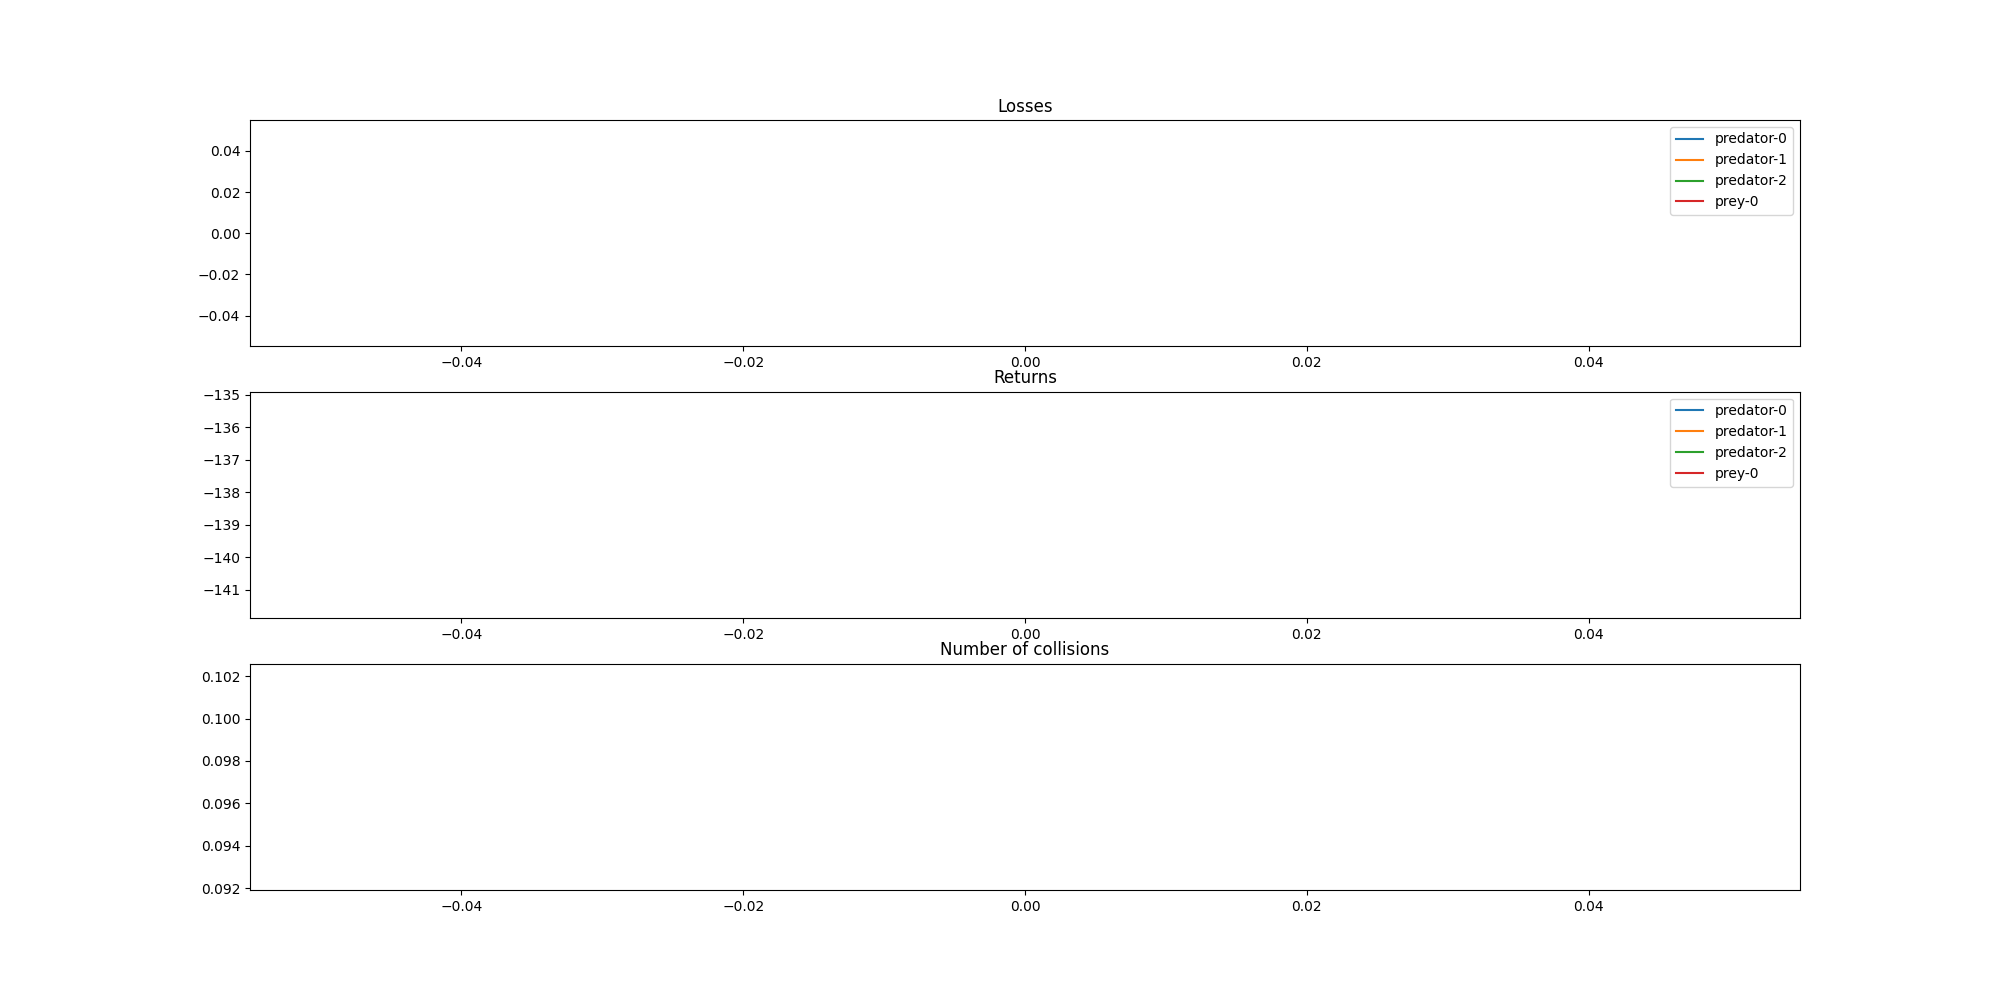 Losses
predator-0
predator-1
predator-2
prey-0
0.04
0.02
0.00
−0.02
−0.04
−0.04 −0.02 0.00 0.02 0.04
Returns
predator-0
predator-1
predator-2
prey-0
−135
−136
−137
−138
−139
−140
−141
−0.04 −0.02 0.00 0.02 0.04
Number of collisions
0.102
0.100
0.098
0.096
0.094
0.092
−0.04 −0.02 0.00 0.02 0.04